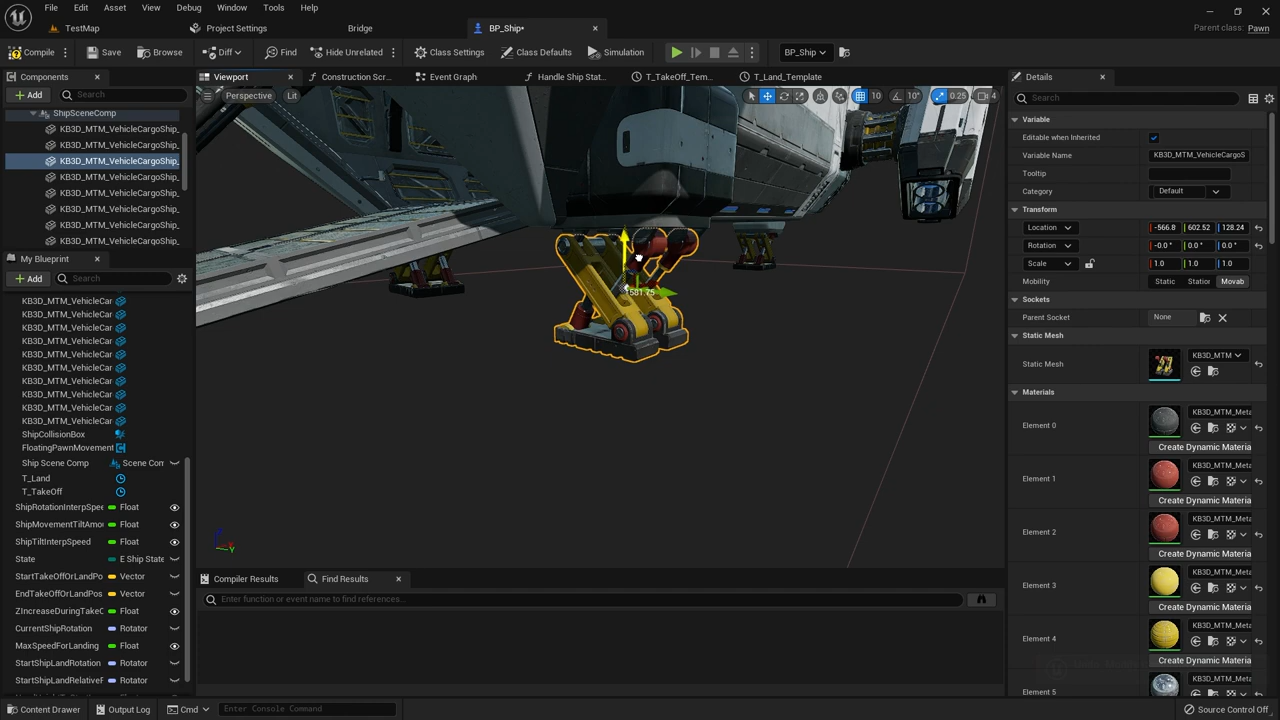 File Edit Asset View Debug Window Tools Help
TestMap
Project Settings
Bridge
BP_Ship*
Parent class: Pawn
Compile
Save
Browse
Diff
Find
Hide Unrelated
Class Settings
Class Defaults
Simulation
BP_Ship
Components
Add
Search
ShipSceneComp
KB3D_MTM_VehicleCargoShip_
KB3D_MTM_VehicleCargoShip_
KB3D_MTM_VehicleCargoShip_
KB3D_MTM_VehicleCargoShip_
KB3D_MTM_VehicleCargoShip_
KB3D_MTM_VehicleCargoShip_
KB3D_MTM_VehicleCargoShip_
KB3D_MTM_VehicleCargoShip_
My Blueprint
Add
Search
KB3D_MTM_VehicleCar
KB3D_MTM_VehicleCar
KB3D_MTM_VehicleCar
KB3D_MTM_VehicleCar
KB3D_MTM_VehicleCar
KB3D_MTM_VehicleCar
KB3D_MTM_VehicleCar
KB3D_MTM_VehicleCar
KB3D_MTM_VehicleCar
KB3D_MTM_VehicleCar
ShipCollisionBox
FloatingPawnMovement
Ship Scene Comp Scene Com
T_Land
T_TakeOff
ShipRotationInterpSpee Float
ShipMovementTiltAmou Float
ShipTiltInterpSpeed Float
State E Ship State
StartTakeOffOrLandPo Vector
EndTakeOffOrLandPos Vector
ZIncreaseDuringTakeO Float
CurrentShipRotation Rotator
MaxSpeedForLanding Float
StartShipLandRotation Rotator
StartShipLandRelativeR Rotator
Viewport
Construction Scr...
Event Graph
Handle Ship Stat...
T_TakeOff_Tem...
T_Land_Template
Perspective
Lit
10
10°
0.25
4
1581.75
Z
X
Y
Compiler Results
Find Results
Enter function or event name to find references...
Details
Search
Variable
Editable when Inherited
Variable Name KB3D_MTM_VehicleCargoS
Tooltip
Category Default
Transform
Location -566.8 602.52 128.24
Rotation -0.0 ° 0.0 ° 0.0 °
Scale 1.0 1.0 1.0
Mobility Static Station Movab
Sockets
Parent Socket None
Static Mesh
Static Mesh KB3D_MTM
Materials
Element 0 KB3D_MTM_Meta
Create Dynamic Materia
Element 1 KB3D_MTM_Meta
Create Dynamic Materia
Element 2 KB3D_MTM_Meta
Create Dynamic Materia
Element 3 KB3D_MTM_Meta
Create Dynamic Materia
Element 4 KB3D_MTM_Meta
Create Dynamic Materia
Element 5 KB3D_MTM_Meta
Content Drawer
Output Log
Cmd
Enter Console Command
Source Control Off